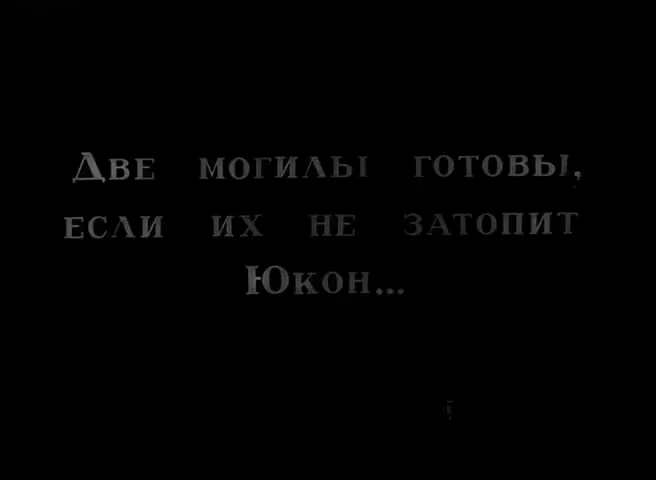 Две могилы готовы,
если их не затопит
Юкон...